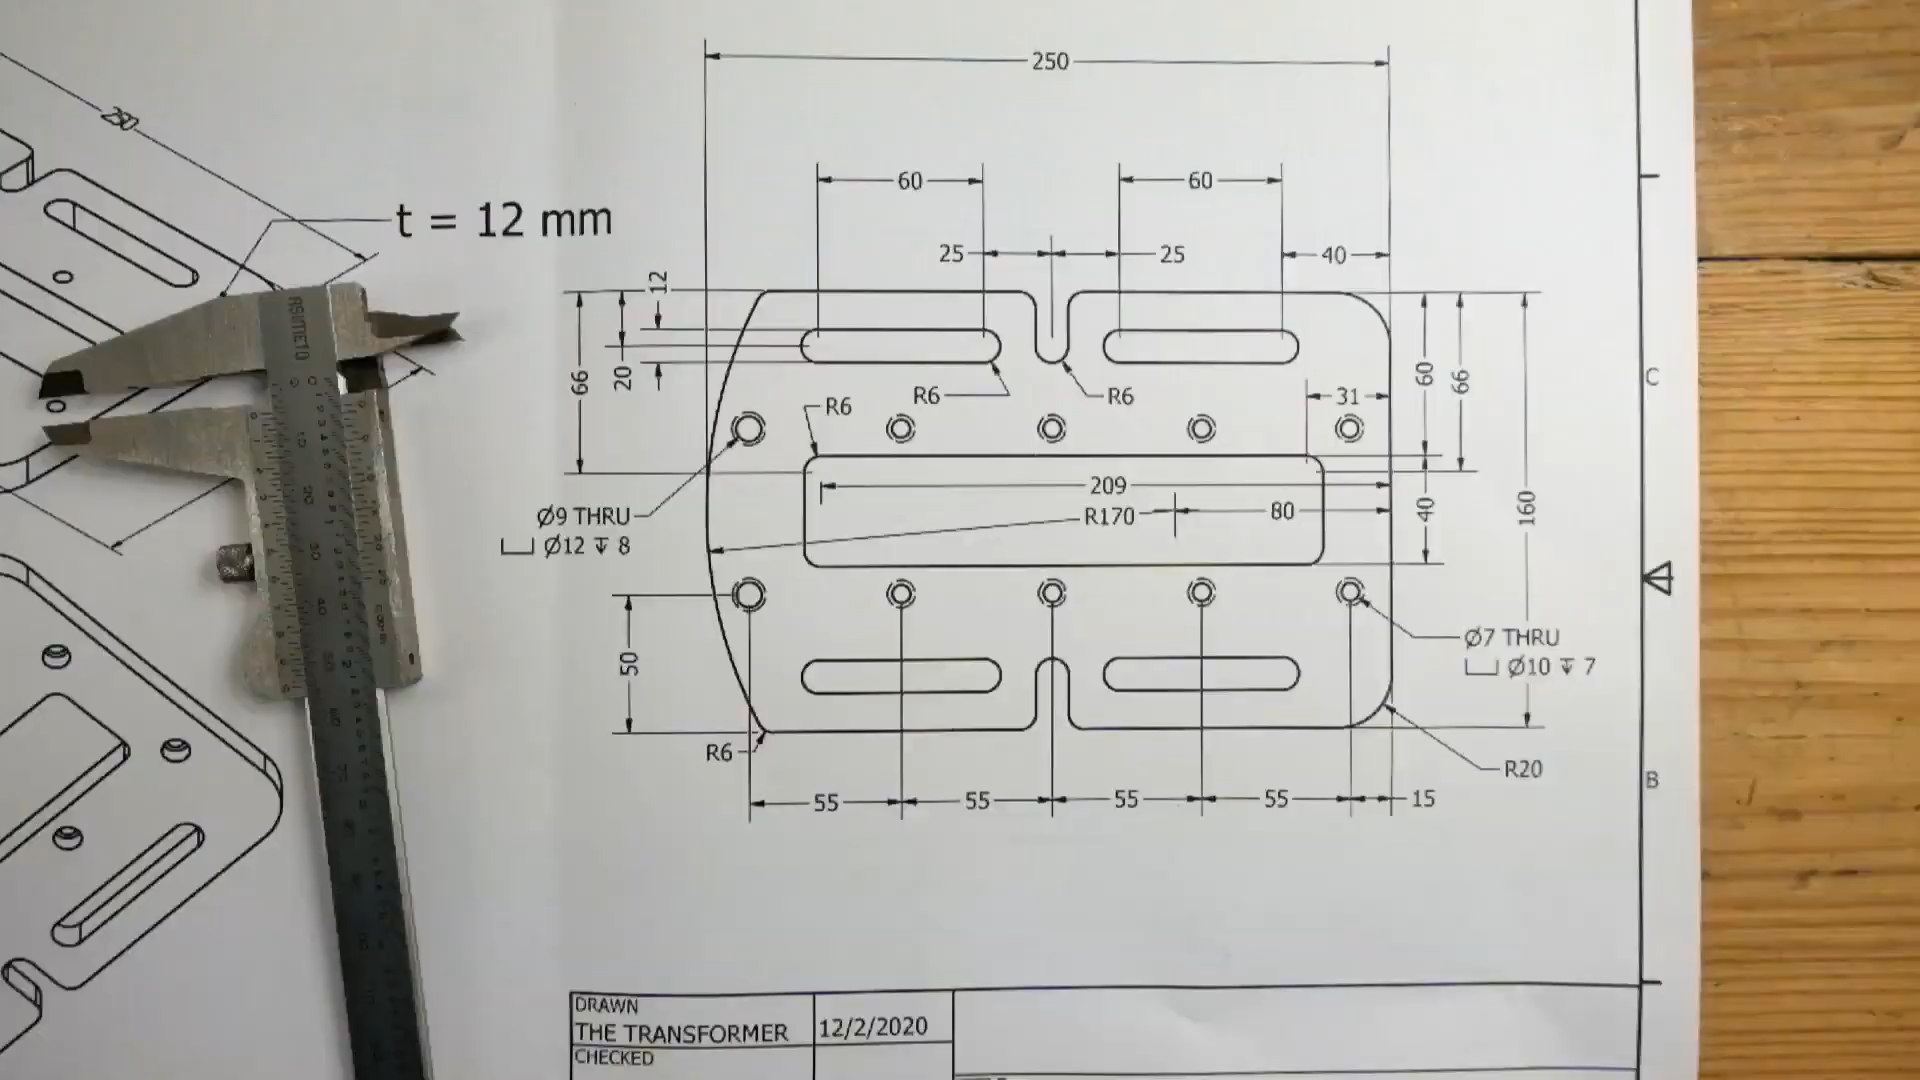 250
250
60
60
t = 12 mm
25
25
40
12
66
20
60
66
R6
R6
31
R6
209
Ø9 THRU
⌴ Ø12 ↧ 8
R170
80
40
160
50
Ø7 THRU
⌴ Ø10 ↧ 7
R6
R20
55
55
55
55
15
C
B
DRAWN
THE TRANSFORMER
12/2/2020
CHECKED